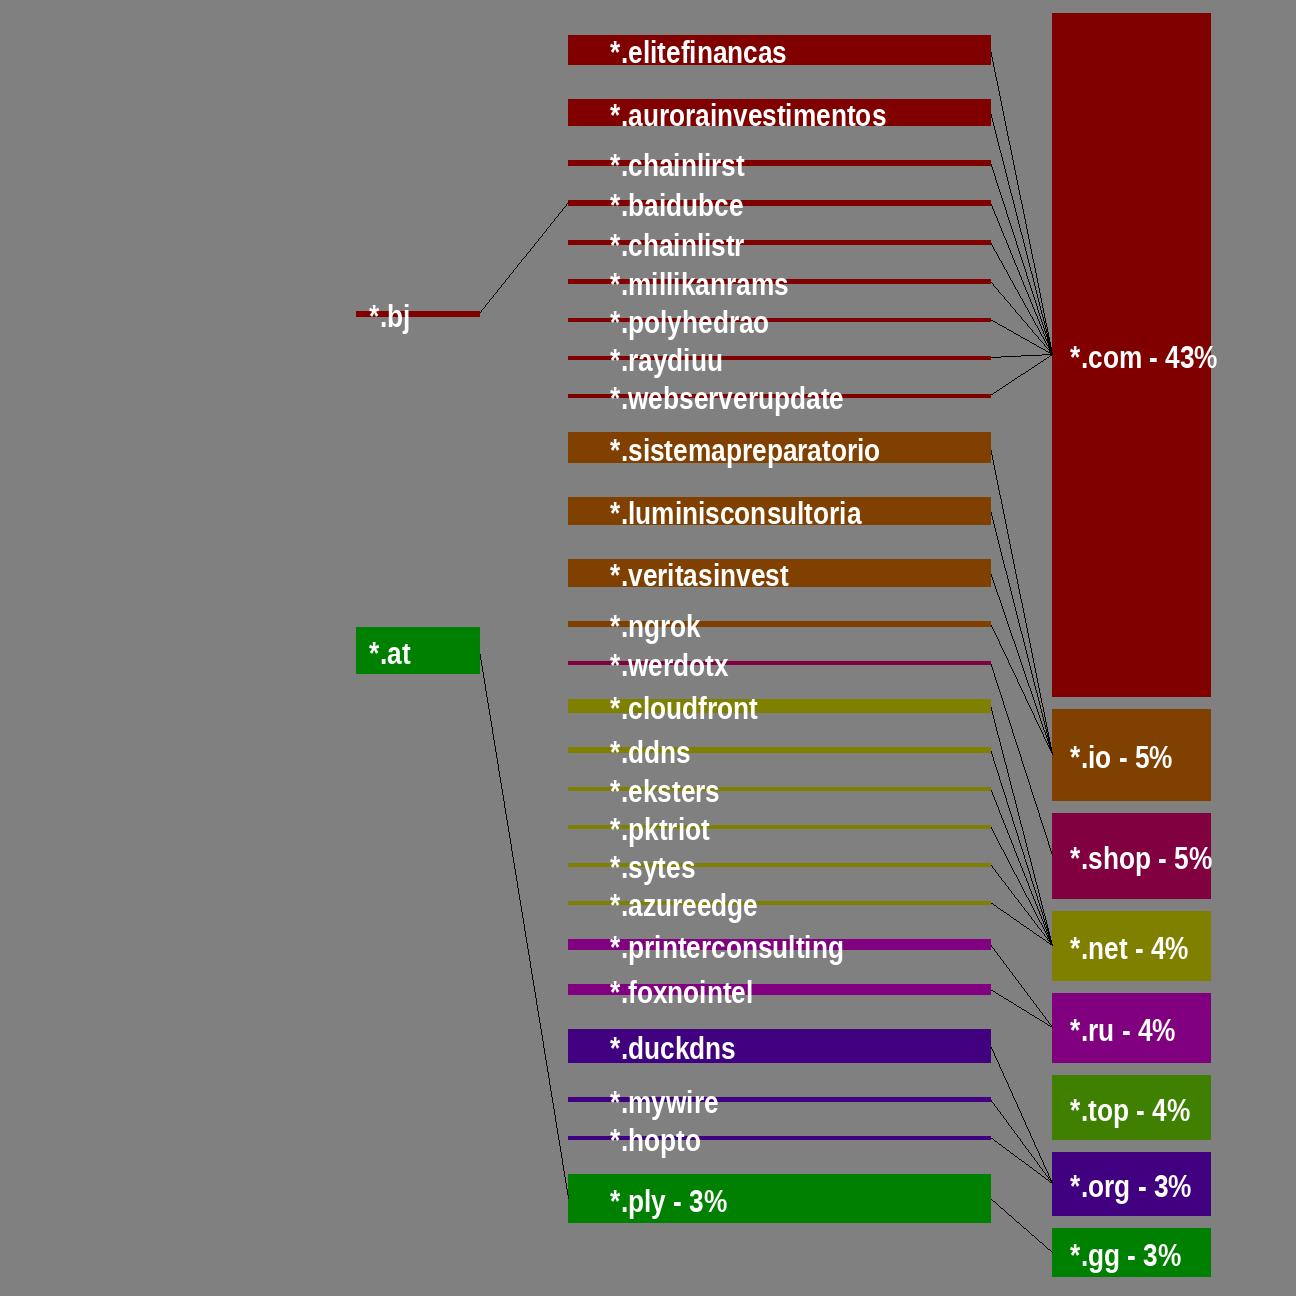 *.elitefinancas
*.aurorainvestimentos
*.chainlirst
*.baidubce
*.chainlistr
*.millikanrams
*.bj
*.polyhedrao
*.raydiuu
*.com - 43%
*.webserverupdate
*.sistemapreparatorio
*.luminisconsultoria
*.veritasinvest
*.ngrok
*.at
*.werdotx
*.cloudfront
*.ddns
*.io - 5%
*.eksters
*.pktriot
*.shop - 5%
*.sytes
*.azureedge
*.printerconsulting
*.net - 4%
*.foxnointel
*.ru - 4%
*.duckdns
*.mywire
*.top - 4%
*.hopto
*.org - 3%
*.ply - 3%
*.gg - 3%